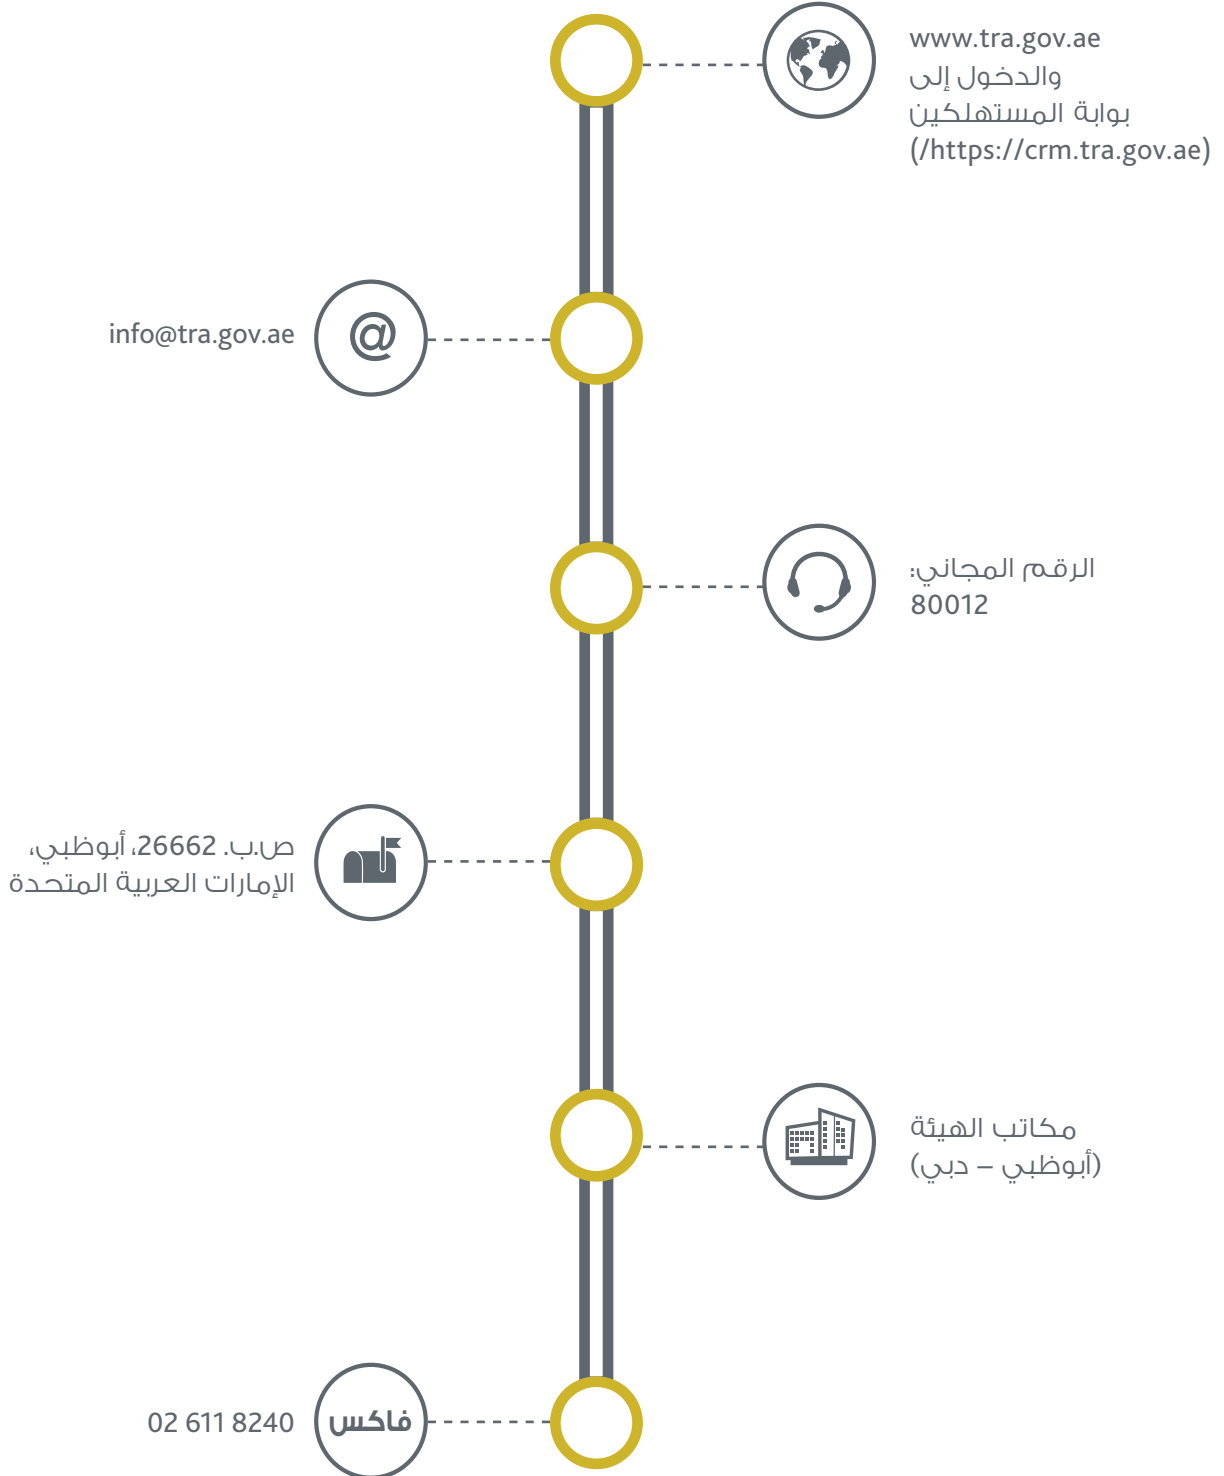 www.tra.gov.ae
والدخول إلى
بوابة المستهلكين
(https://crm.tra.gov.ae/)
@
info@tra.gov.ae
الرقم المجاني:
80012
ص.ب. 26662، أبوظبي،
الإمارات العربية المتحدة
مكاتب الهيئة
(أبوظبي – دبي)
فاكس
02 611 8240